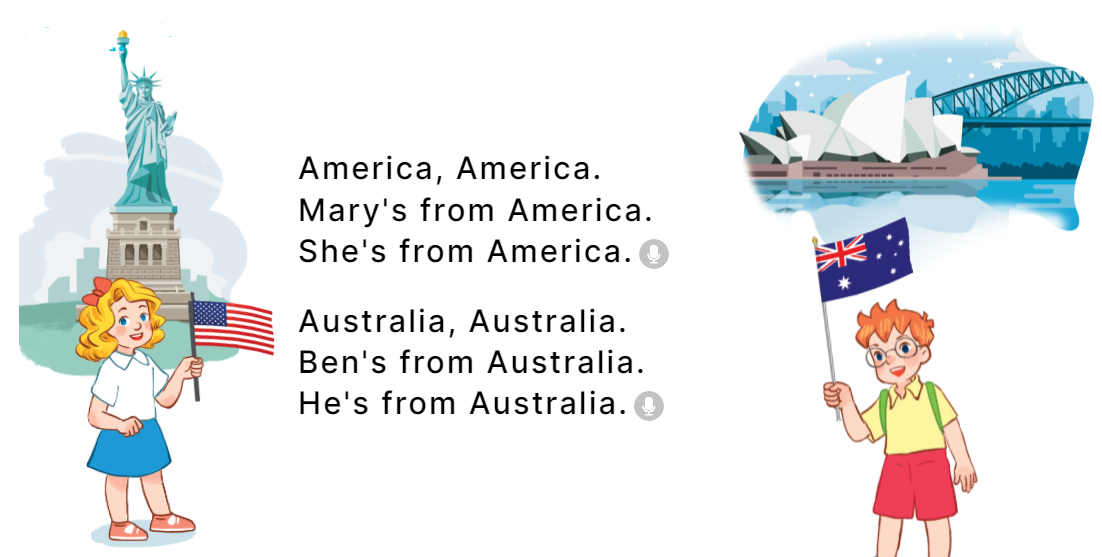 America, America.
Mary's from America.
She's from America.
Australia, Australia.
Ben's from Australia.
He's from Australia.